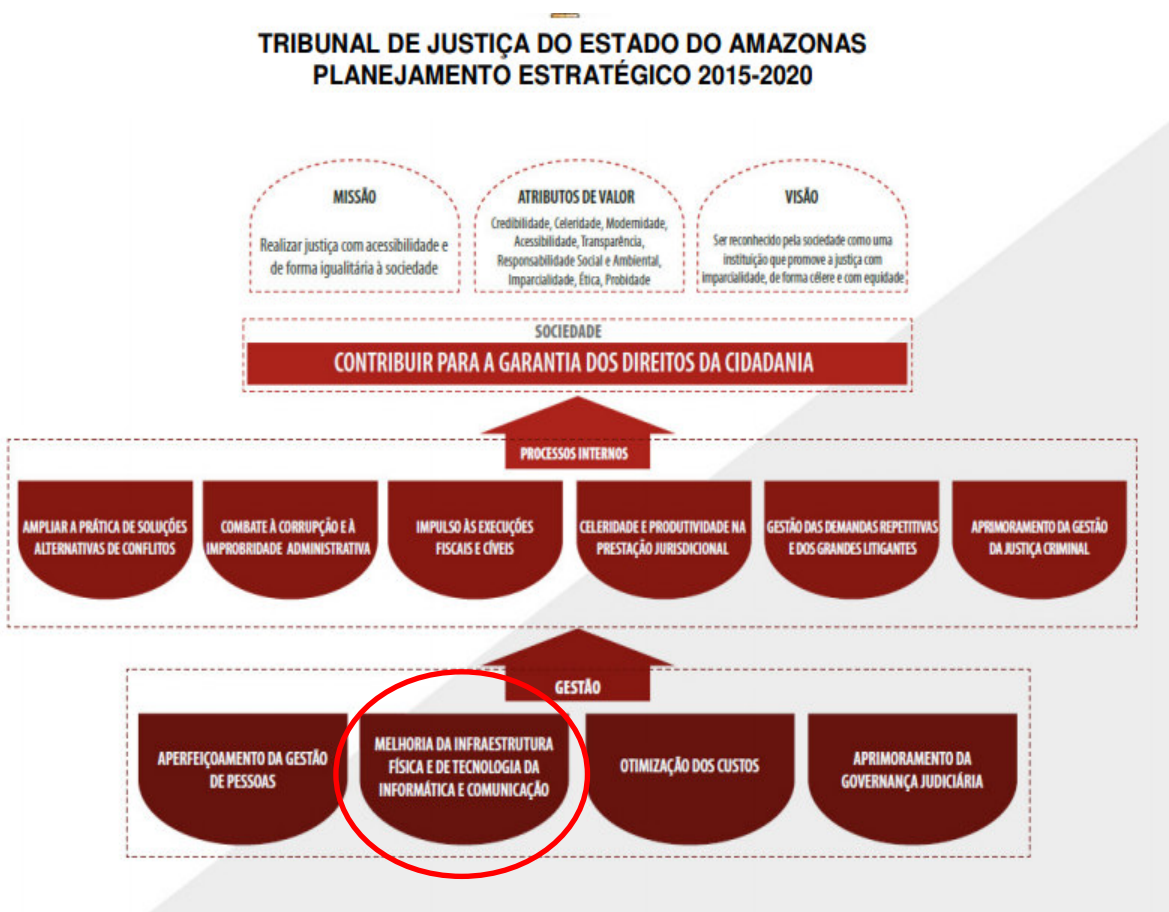 TRIBUNAL DE JUSTIÇA DO ESTADO DO AMAZONAS
PLANEJAMENTO ESTRATÉGICO 2015-2020
MISSÃO
Realizar justiça com acessibilidade e
de forma igualitária à sociedade
ATRIBUTOS DE VALOR
Credibilidade, Celeridade, Modernidade,
Acessibilidade, Transparência,
Responsabilidade Social e Ambiental,
Imparcialidade, Ética, Probidade
VISÃO
Ser reconhecido pela sociedade como uma
instituição que promove a justiça com
imparcialidade, de forma célere e com equidade
SOCIEDADE
CONTRIBUIR PARA A GARANTIA DOS DIREITOS DA CIDADANIA
PROCESSOS INTERNOS
AMPLIAR A PRÁTICA DE SOLUÇÕES
ALTERNATIVAS DE CONFLITOS
COMBATE À CORRUPÇÃO E À
IMPROBRIDADE ADMINISTRATIVA
IMPULSO ÀS EXECUÇÕES
FISCAIS E CÍVEIS
CELERIDADE E PRODUTIVIDADE NA
PRESTAÇÃO JURISDICIONAL
GESTÃO DAS DEMANDAS REPETITIVAS
E DOS GRANDES LITIGANTES
APRIMORAMENTO DA GESTÃO
DA JUSTIÇA CRIMINAL
GESTÃO
APERFEIÇOAMENTO DA GESTÃO
DE PESSOAS
MELHORIA DA INFRAESTRUTURA
FÍSICA E DE TECNOLOGIA DA
INFORMÁTICA E COMUNICAÇÃO
OTIMIZAÇÃO DOS CUSTOS
APRIMORAMENTO DA
GOVERNANÇA JUDICIÁRIA